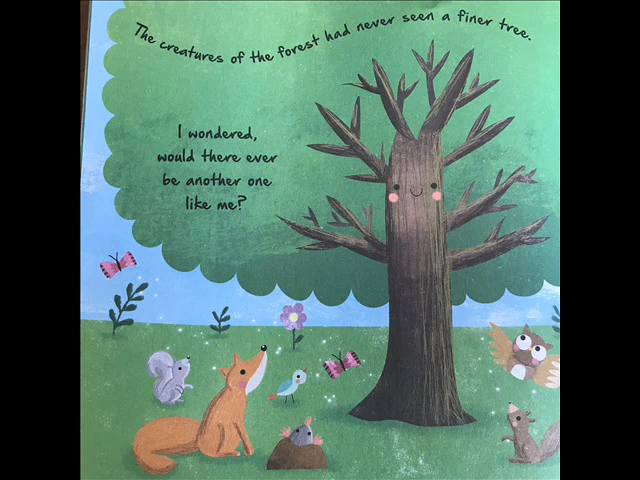 The creatures of the forest had never seen a finer tree.
I wondered,
would there ever
be another one
like me?